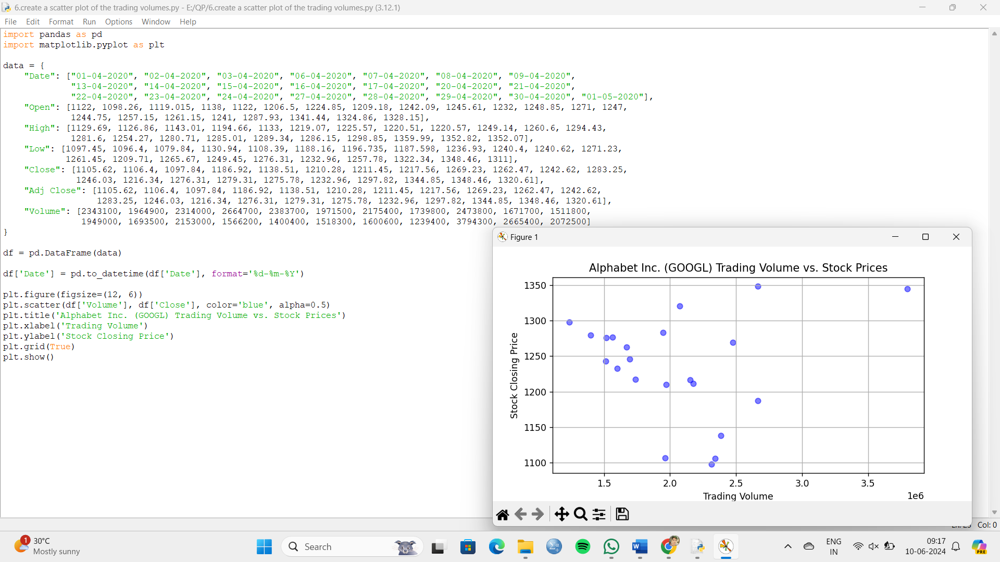 6.create a scatter plot of the trading volumes.py - E:/QP/6.create a scatter plot of the trading volumes.py (3.12.1)
File Edit Format Run Options Window Help
import pandas as pd
import matplotlib.pyplot as plt
data = {
"Date": ["01-04-2020", "02-04-2020", "03-04-2020", "06-04-2020", "07-04-2020", "08-04-2020", "09-04-2020",
"13-04-2020", "14-04-2020", "15-04-2020", "16-04-2020", "17-04-2020", "20-04-2020", "21-04-2020",
"22-04-2020", "23-04-2020", "24-04-2020", "27-04-2020", "28-04-2020", "29-04-2020", "30-04-2020", "01-05-2020"],
"Open": [1122, 1098.26, 1119.015, 1138, 1122, 1206.5, 1224.85, 1209.18, 1242.09, 1245.61, 1232, 1248.85, 1271, 1247,
1244.75, 1257.15, 1261.15, 1241, 1287.93, 1341.44, 1324.86, 1328.15],
"High": [1129.69, 1126.86, 1143.01, 1194.66, 1133, 1219.07, 1225.57, 1220.51, 1220.57, 1249.14, 1260.6, 1294.43,
1281.6, 1254.27, 1280.71, 1285.01, 1289.34, 1286.15, 1298.85, 1359.99, 1352.82, 1352.07],
"Low": [1097.45, 1096.4, 1079.84, 1130.94, 1108.39, 1188.16, 1196.735, 1187.598, 1236.93, 1240.4, 1240.62, 1271.23,
1261.45, 1209.71, 1265.67, 1249.45, 1276.31, 1232.96, 1257.78, 1322.34, 1348.46, 1311],
"Close": [1105.62, 1106.4, 1097.84, 1186.92, 1138.51, 1210.28, 1211.45, 1217.56, 1269.23, 1262.47, 1242.62, 1283.25,
1246.03, 1216.34, 1276.31, 1279.31, 1275.78, 1232.96, 1297.82, 1344.85, 1348.46, 1320.61],
"Adj Close": [1105.62, 1106.4, 1097.84, 1186.92, 1138.51, 1210.28, 1211.45, 1217.56, 1269.23, 1262.47, 1242.62,
1283.25, 1246.03, 1216.34, 1276.31, 1279.31, 1275.78, 1232.96, 1297.82, 1344.85, 1348.46, 1320.61],
"Volume": [2343100, 1964900, 2314000, 2664700, 2383700, 1971500, 2175400, 1739800, 2473800, 1671700, 1511800,
1949000, 1693500, 2153000, 1566200, 1400400, 1518300, 1600600, 1239400, 3794300, 2665400, 2072500]
}
df = pd.DataFrame(data)
df['Date'] = pd.to_datetime(df['Date'], format='%d-%m-%Y')
plt.figure(figsize=(12, 6))
plt.scatter(df['Volume'], df['Close'], color='blue', alpha=0.5)
plt.title('Alphabet Inc. (GOOGL) Trading Volume vs. Stock Prices')
plt.xlabel('Trading Volume')
plt.ylabel('Stock Closing Price')
plt.grid(True)
plt.show()
Figure 1
Alphabet Inc. (GOOGL) Trading Volume vs. Stock Prices
1350
1300
1250
1200
1150
1100
Stock Closing Price
1.5 2.0 2.5 3.0 3.5
Trading Volume
1e6
Col: 0
1
30°C
Mostly sunny
Search
ENG
IN
09:17
10-06-2024
PRE